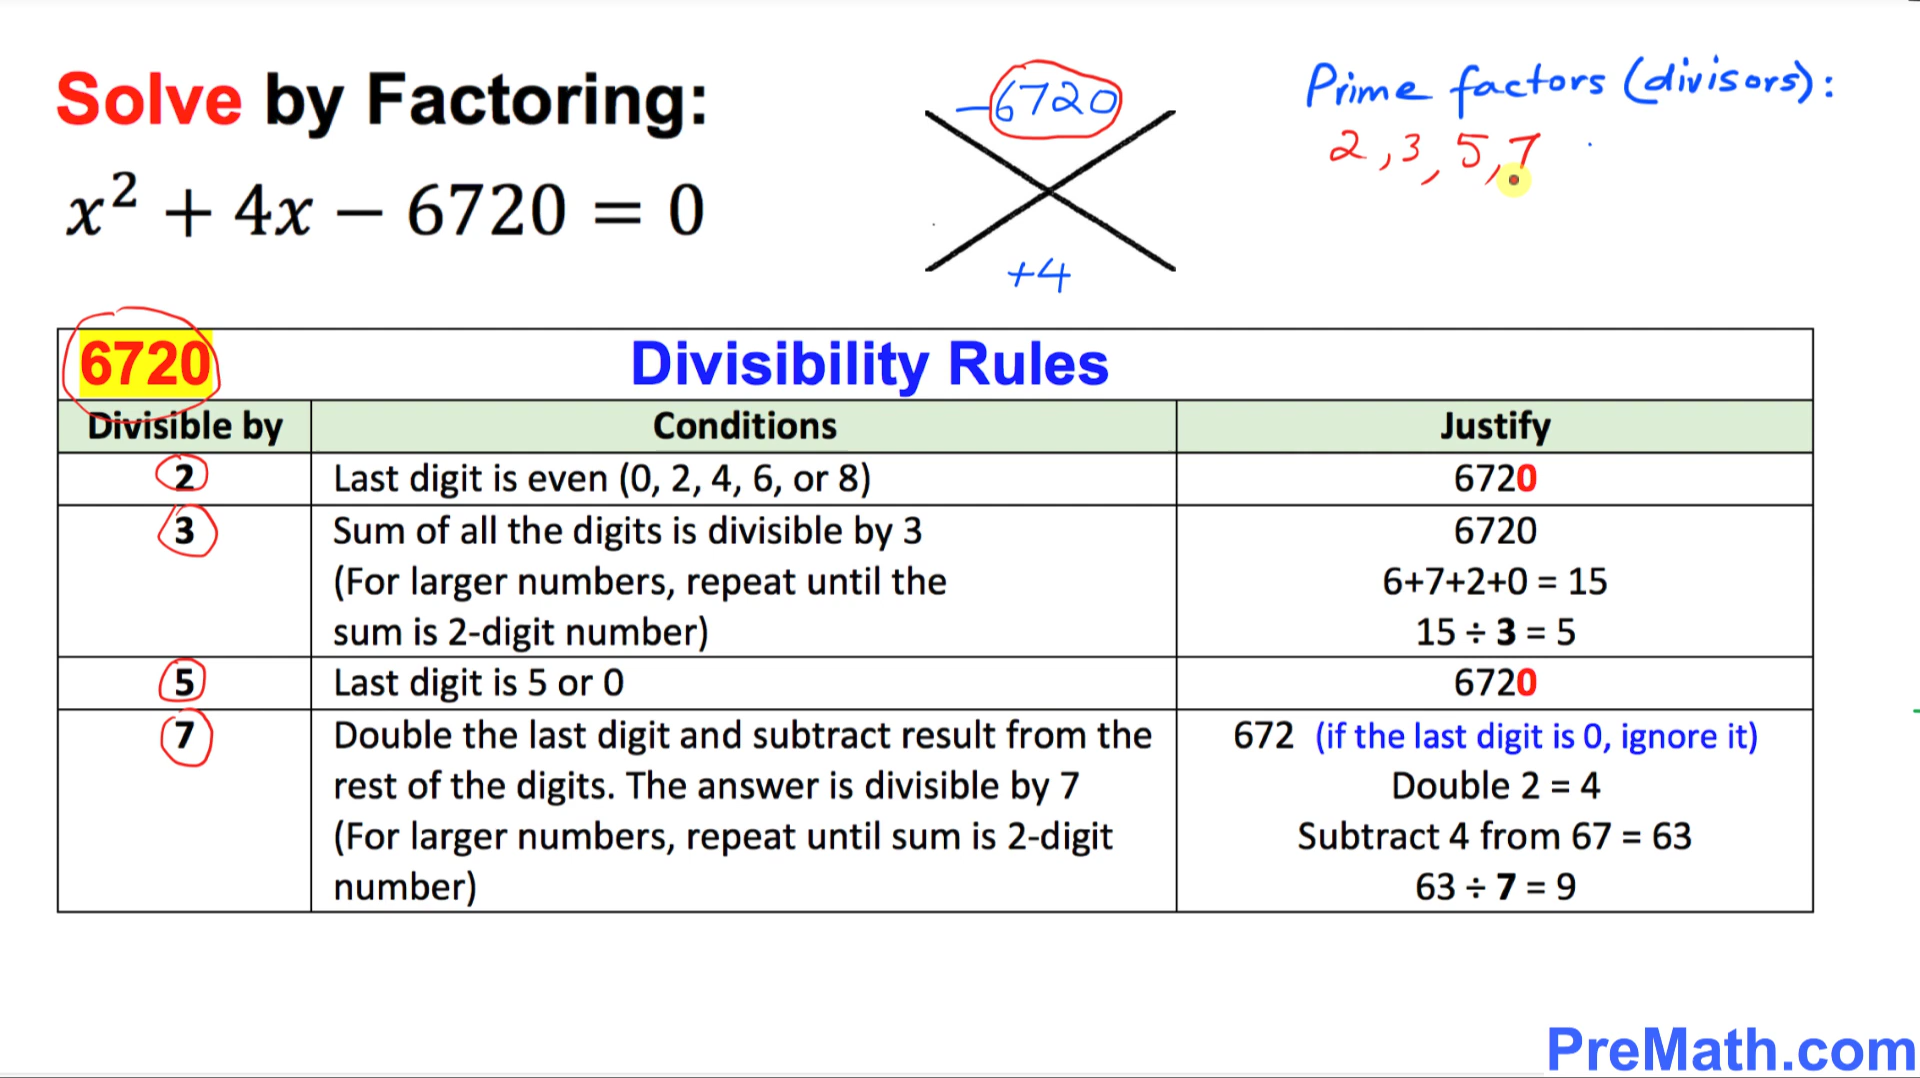 Solve by Factoring:
x² + 4x − 6720 = 0
−6720
+4
Prime factors (divisors):
2, 3, 5, 7
6720 Divisibility Rules
Divisible by Conditions Justify
2 Last digit is even (0, 2, 4, 6, or 8) 6720
3 Sum of all the digits is divisible by 3 6720
(For larger numbers, repeat until the 6+7+2+0 = 15
sum is 2-digit number) 15 ÷ 3 = 5
5 Last digit is 5 or 0 6720
7 Double the last digit and subtract result from the 672 (if the last digit is 0, ignore it)
rest of the digits. The answer is divisible by 7 Double 2 = 4
(For larger numbers, repeat until sum is 2-digit Subtract 4 from 67 = 63
number) 63 ÷ 7 = 9
PreMath.com